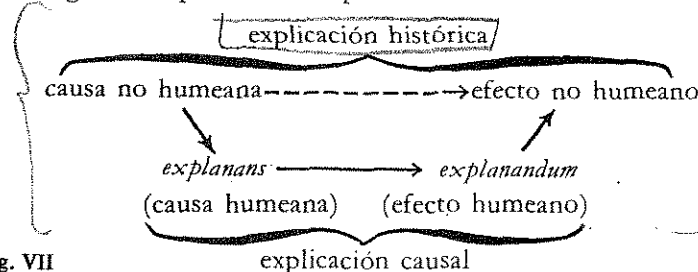 explicación histórica
causa no humeana efecto no humeano
explanans explanandum
(causa humeana) (efecto humeano)
g. VII explicación causal